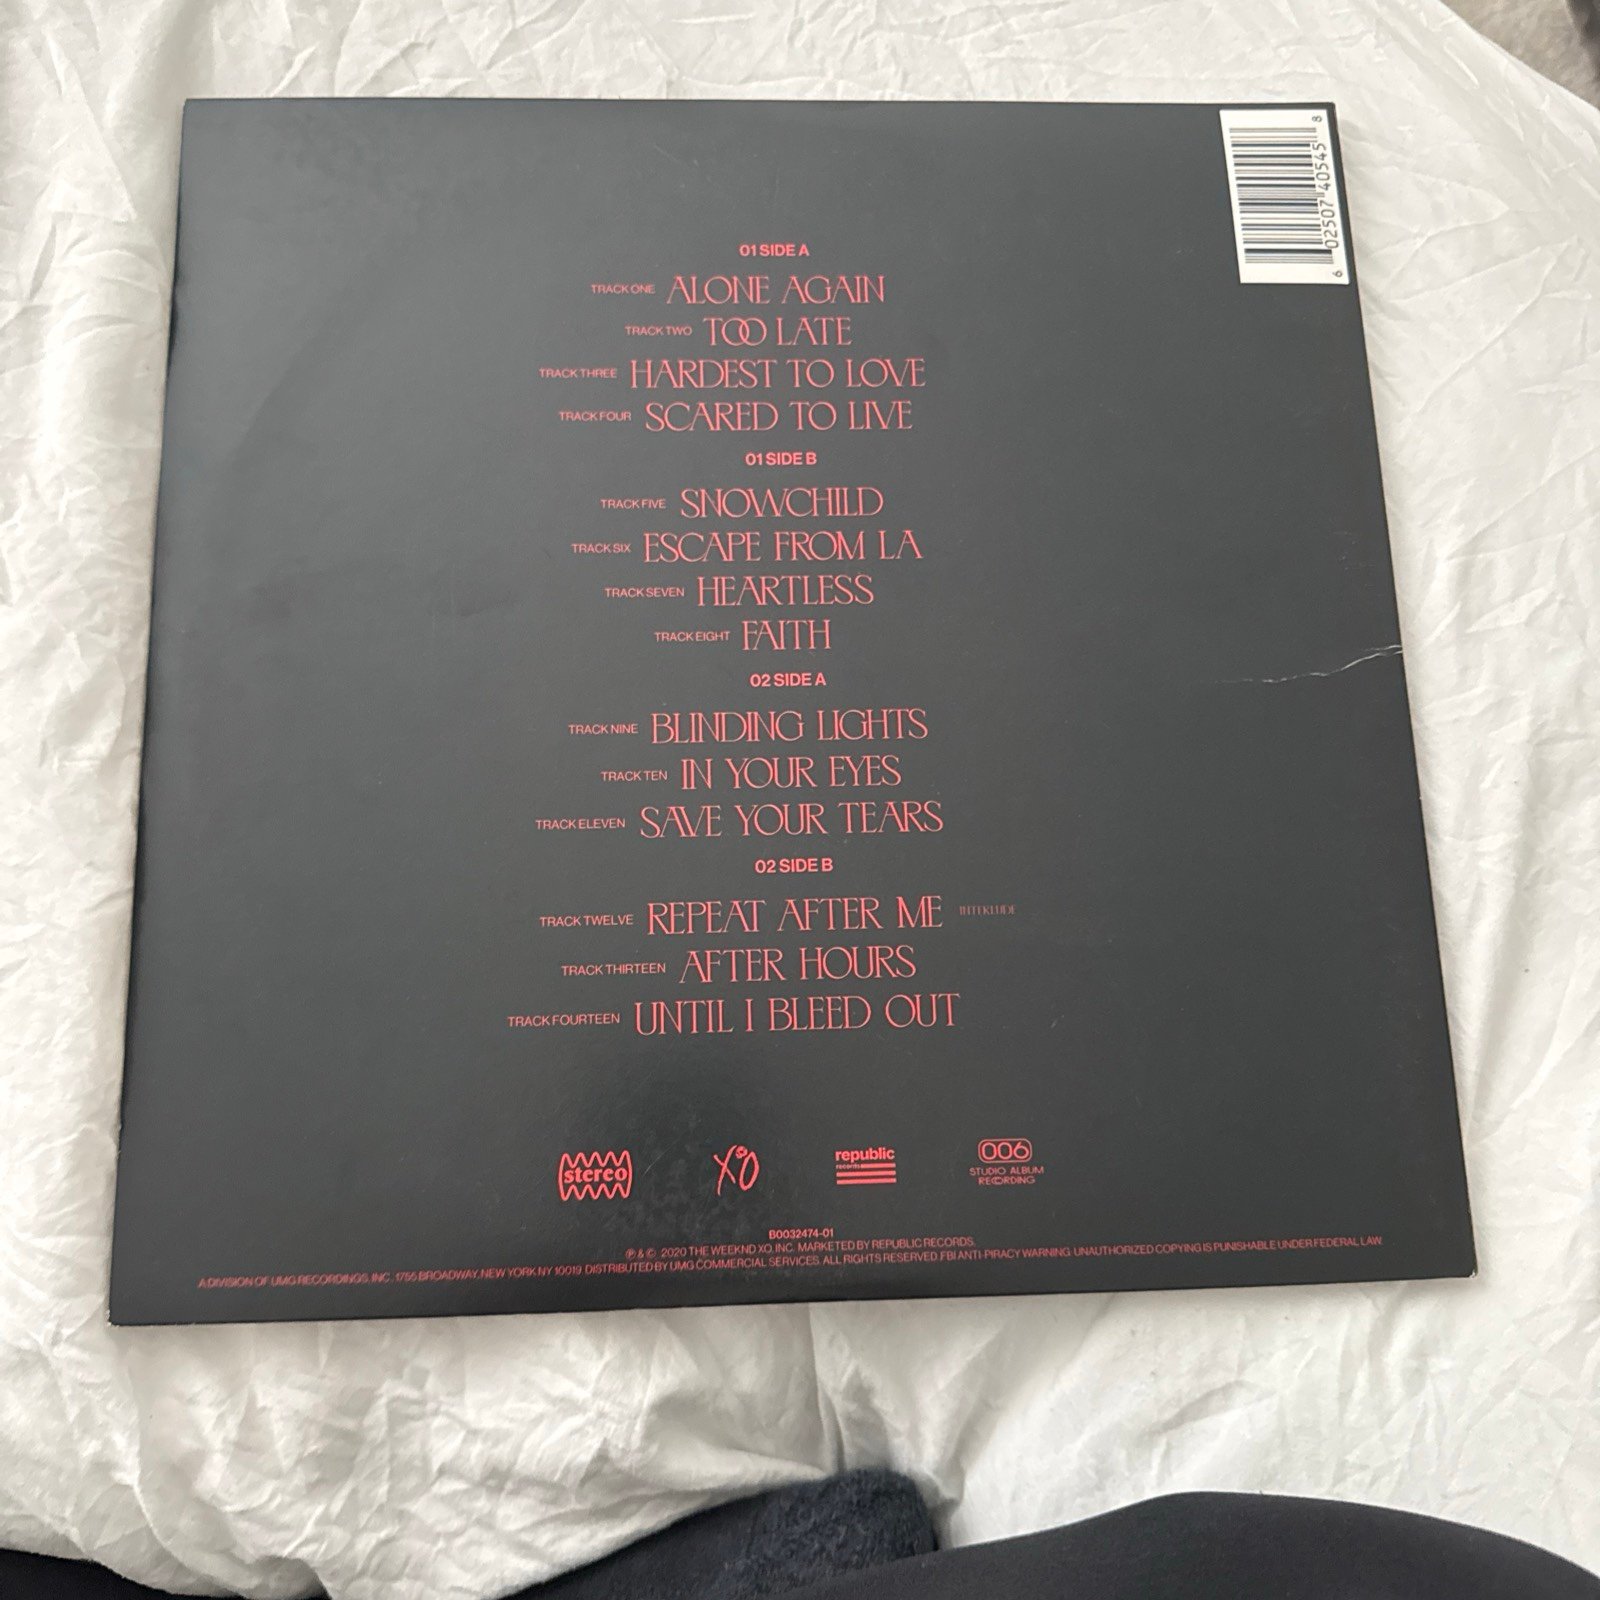 6 02507 40545 8
01 SIDE A
TRACK ONE ALONE AGAIN
TRACK TWO TOO LATE
TRACK THREE HARDEST TO LOVE
TRACK FOUR SCARED TO LIVE
01 SIDE B
TRACK FIVE SNOWCHILD
TRACK SIX ESCAPE FROM LA
TRACK SEVEN HEARTLESS
TRACK EIGHT FAITH
02 SIDE A
TRACK NINE BLINDING LIGHTS
TRACK TEN IN YOUR EYES
TRACK ELEVEN SAVE YOUR TEARS
02 SIDE B
TRACK TWELVE REPEAT AFTER ME INTERLUDE
TRACK THIRTEEN AFTER HOURS
TRACK FOURTEEN UNTIL I BLEED OUT
stereo
XO
republic
records
006
STUDIO ALBUM
RECORDING
B0032474-01
℗ & © 2020 THE WEEKND XO, INC. MARKETED BY REPUBLIC RECORDS.
A DIVISION OF UMG RECORDINGS, INC., 1755 BROADWAY, NEW YORK NY 10019. DISTRIBUTED BY UMG COMMERCIAL SERVICES. ALL RIGHTS RESERVED. FBI ANTI-PIRACY WARNING: UNAUTHORIZED COPYING IS PUNISHABLE UNDER FEDERAL LAW.